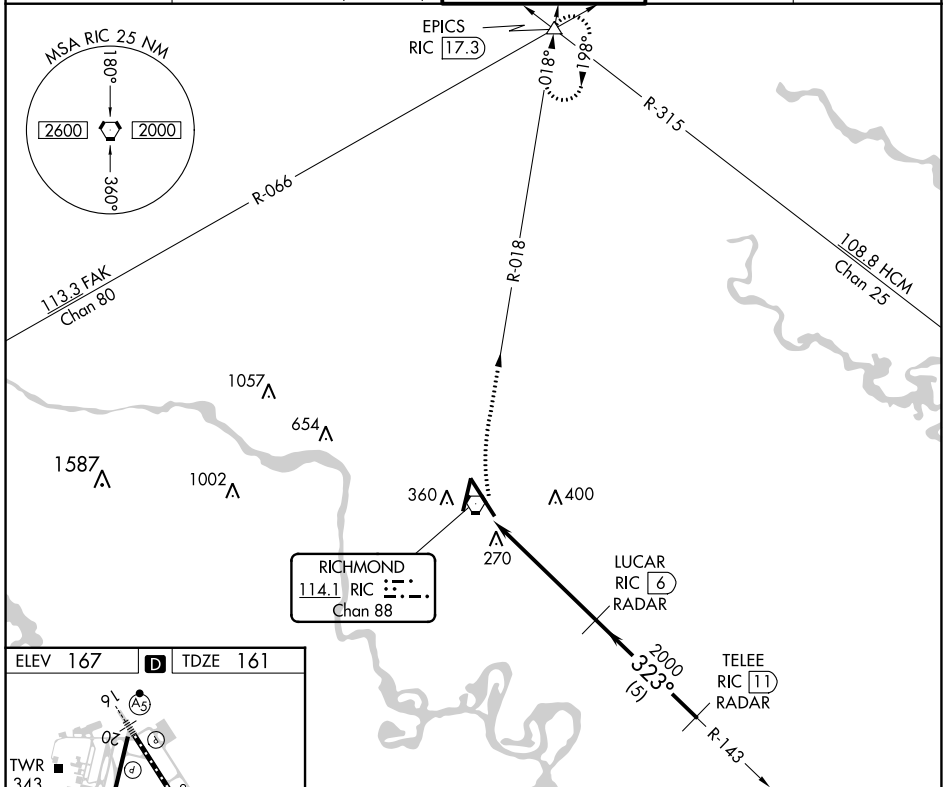 MSA RIC 25 NM
180°
2600
2000
360°
EPICS
RIC 17.3
018°
198°
R-315
R-066
R-018
113.3 FAK
Chan 80
108.8 HCM
Chan 25
1057
654
1587
1002
360
400
270
RICHMOND
114.1 RIC
Chan 88
LUCAR
RIC 6
RADAR
2000
323°
(5)
TELEE
RIC 11
RADAR
R-143
ELEV 167
D
TDZE 161
16
A5
20
P
P
TWR
343